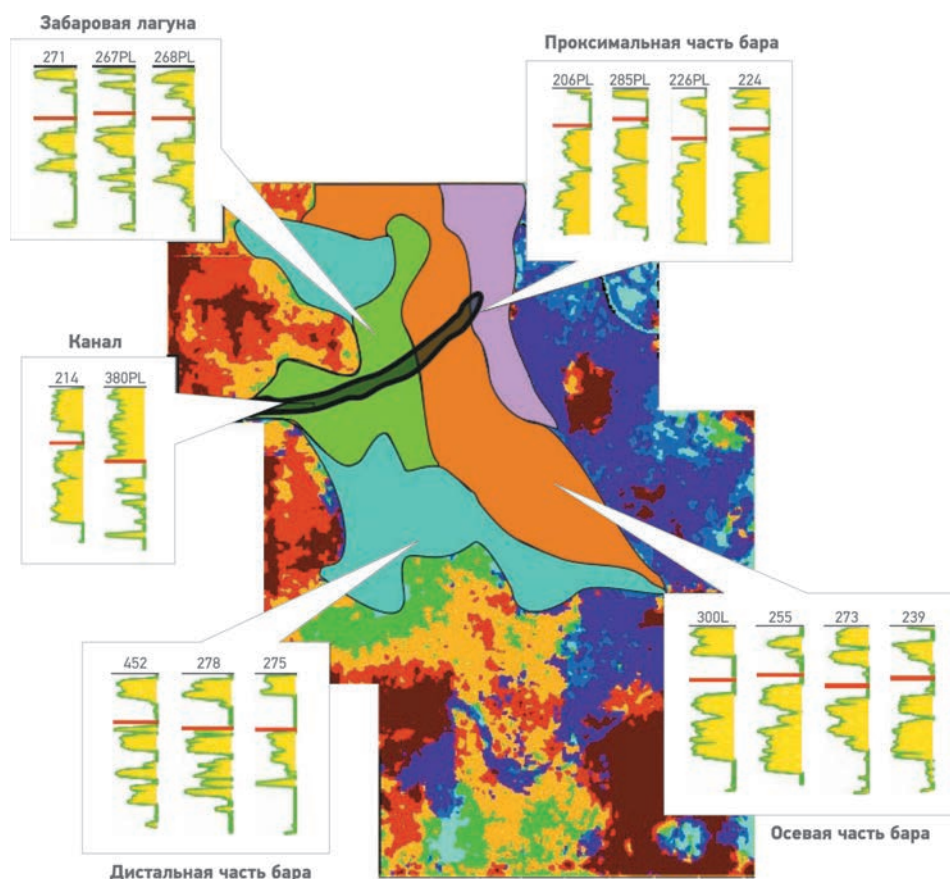 Забаровая лагуна
271 267PL 268PL
Проксимальная часть бара
206PL 285PL 226PL 224
Канал
214 380PL
452 278 275
Дистальная часть бара
300L 255 273 239
Осевая часть бара